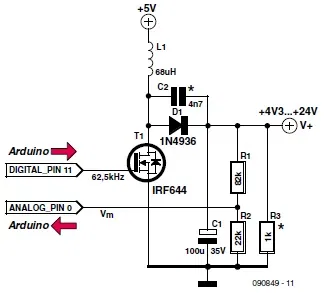 +5V
L1
68uH
C2
*
4n7
D1
+4V3...+24V
V+
1N4936
T1
Arduino
DIGITAL_PIN 11
62,5kHz
IRF644
R1
82k
ANALOG_PIN 0
Vm
Arduino
R2
22k
R3
*
1k
C1
100u 35V
090849 - 11